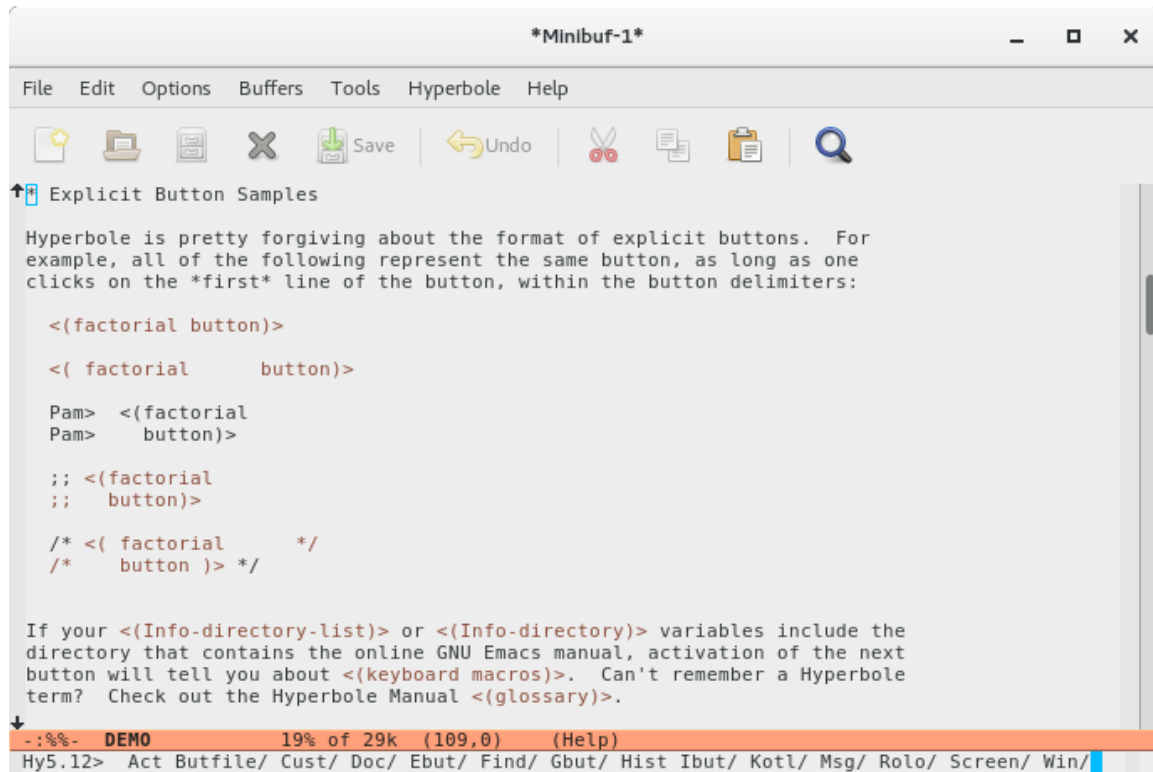 *Minibuf-1*
File Edit Options Buffers Tools Hyperbole Help
Save Undo
* Explicit Button Samples
Hyperbole is pretty forgiving about the format of explicit buttons.  For
example, all of the following represent the same button, as long as one
clicks on the *first* line of the button, within the button delimiters:
<(factorial button)>
<( factorial      button)>
Pam>  <(factorial
Pam>    button)>
;; <(factorial
;;   button)>
/* <( factorial      */
/*    button )> */
If your <(Info-directory-list)> or <(Info-directory)> variables include the
directory that contains the online GNU Emacs manual, activation of the next
button will tell you about <(keyboard macros)>.  Can't remember a Hyperbole
term?  Check out the Hyperbole Manual <(glossary)>.
-:%%-  DEMO           19% of 29k  (109,0)    (Help)
Hy5.12>  Act Butfile/ Cust/ Doc/ Ebut/ Find/ Gbut/ Hist Ibut/ Kotl/ Msg/ Rolo/ Screen/ Win/